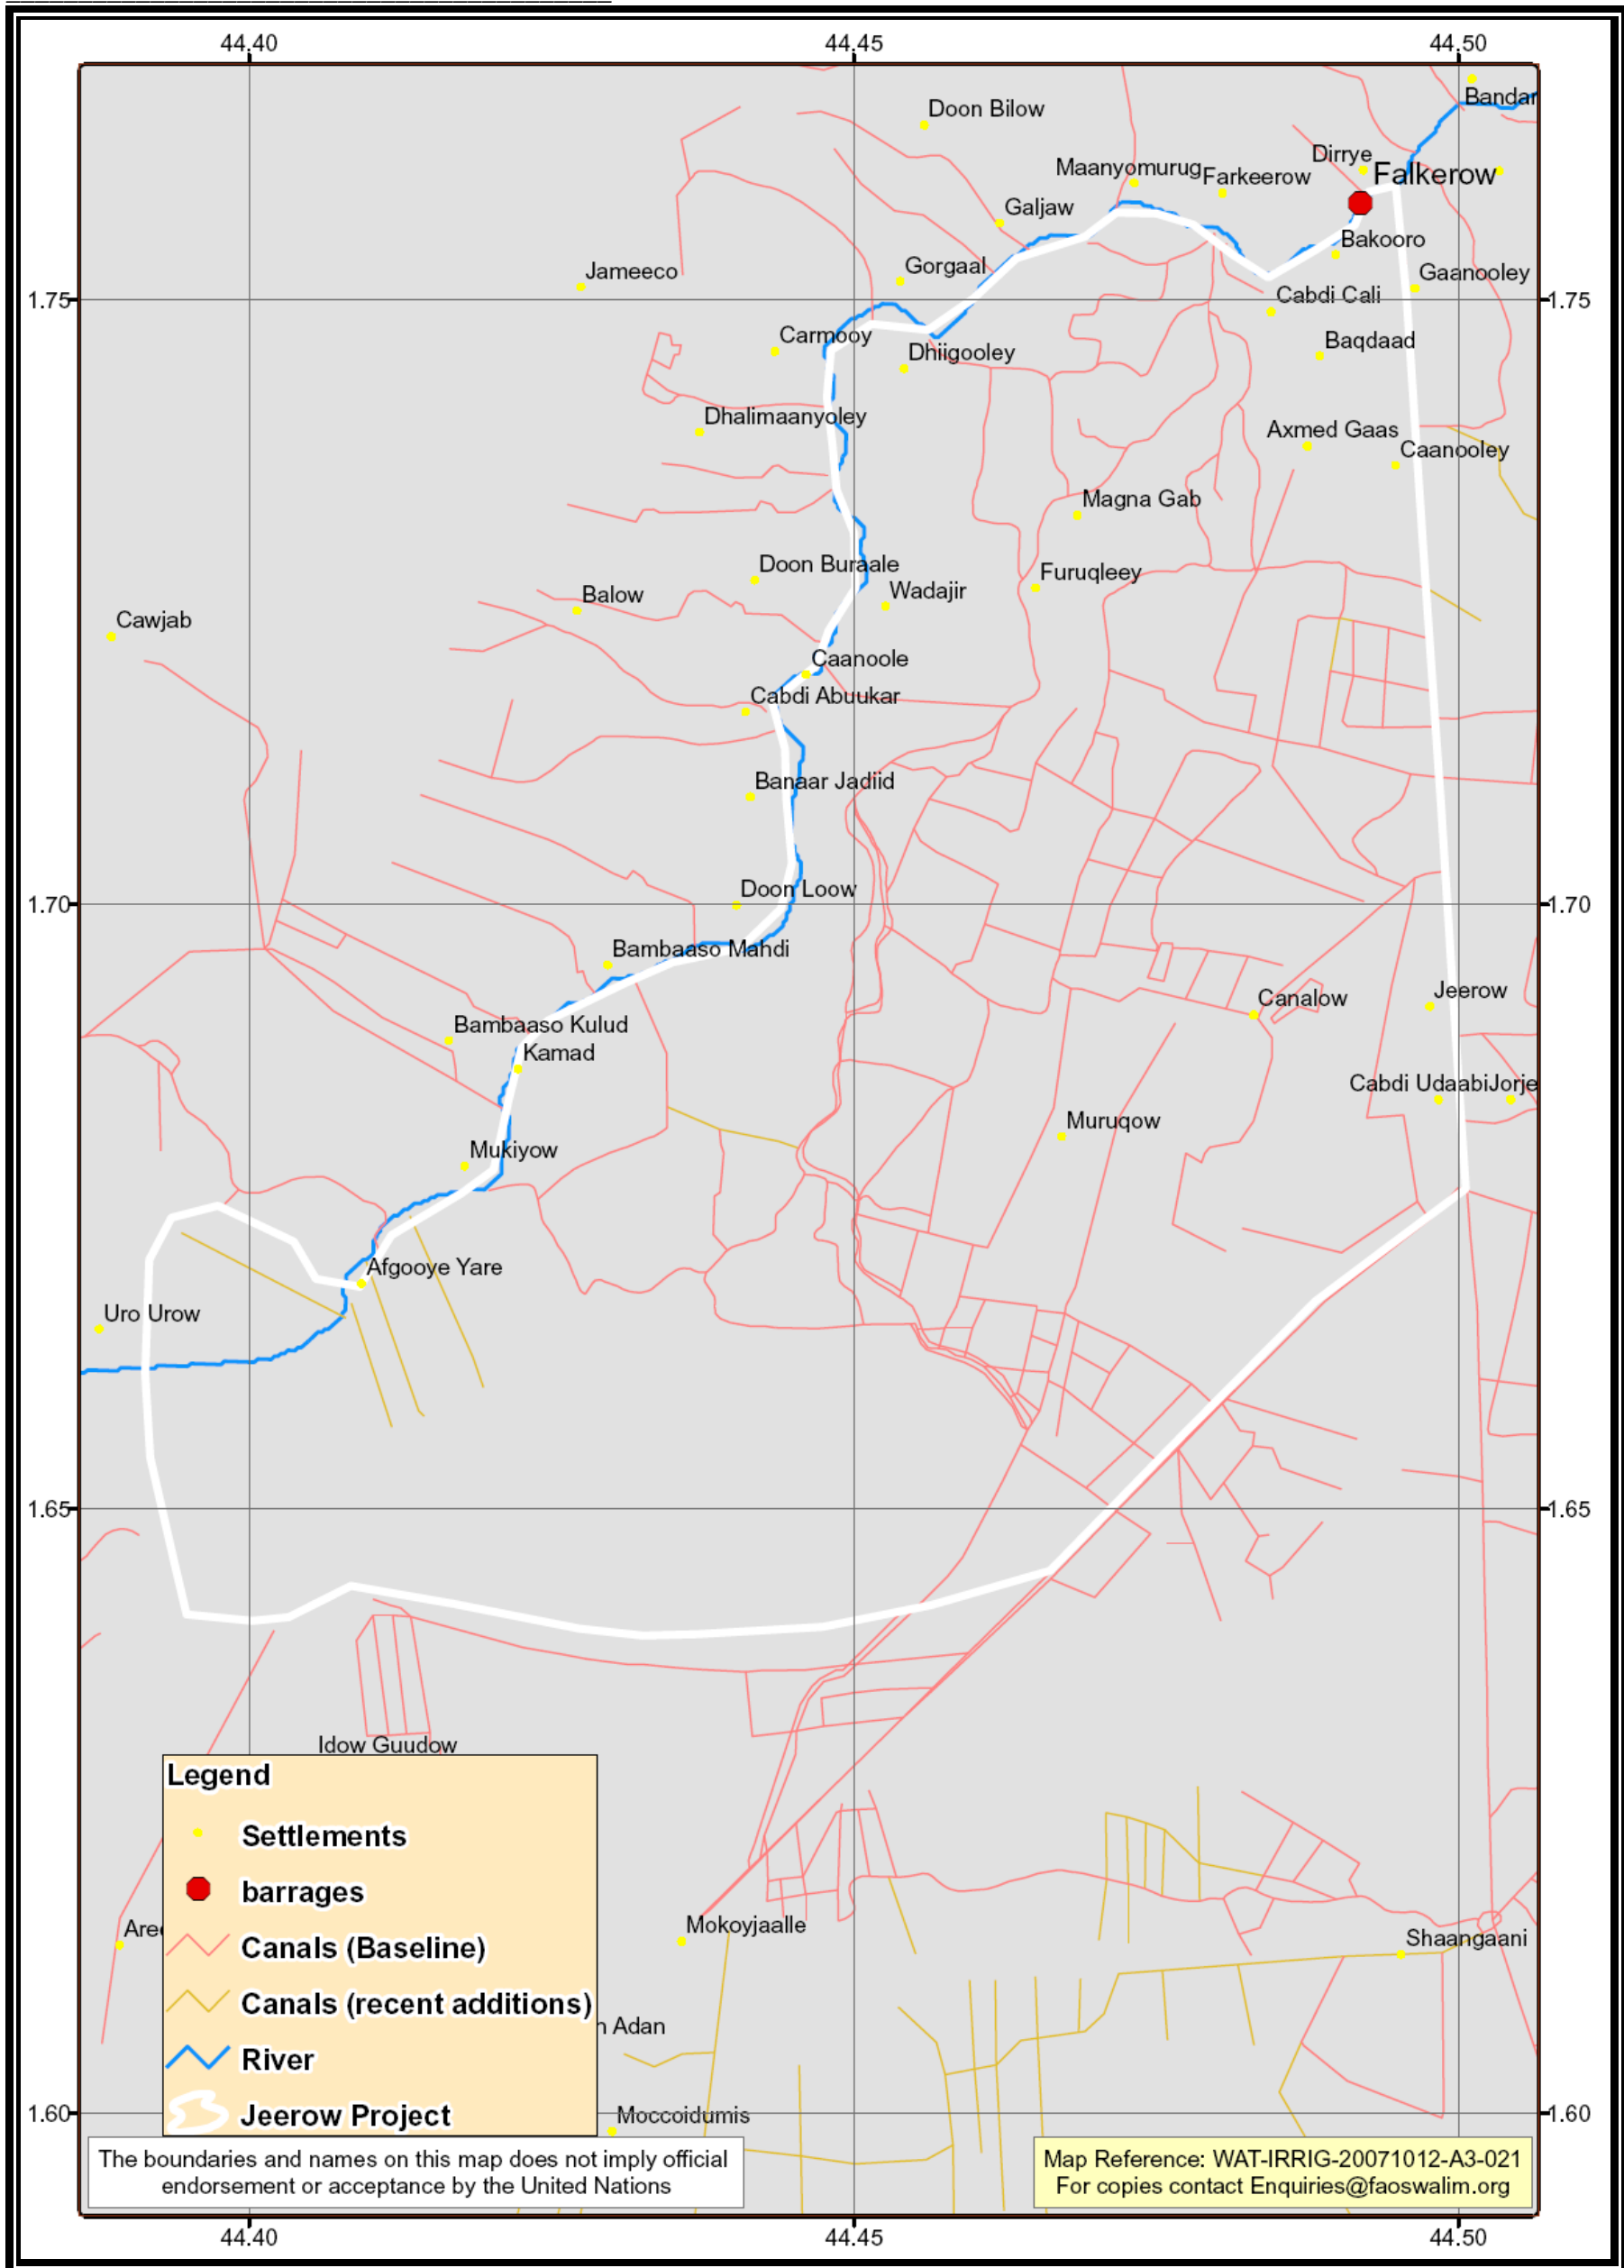 44.40 44.45 44.50
Bandar
Doon Bilow
Dirrye
Maanyomurug
Farkeerow
Falkerow
Galjaw
Bakooro
Gorgaal
Jameeco
Gaanooley
1.75 1.75
Cabdi Cali
Carmooy
Baqdaad
Dhiigooley
Dhalimaanyoley
Axmed Gaas
Caanooley
Magna Gab
Doon Buraale
Furuqleey
Balow
Wadajir
Cawjab
Caanoole
Cabdi Abuukar
Banaar Jadiid
Doon Loow
1.70 1.70
Bambaaso Mahdi
Canalow
Jeerow
Bambaaso Kulud
Kamad
Cabdi Udaabi
Jorje
Muruqow
Mukiyow
Afgooye Yare
Uro Urow
1.65 1.65
Idow Guudow
Legend
Settlements
barrages
Canals (Baseline)
Canals (recent additions)
River
Jeerow Project
Mokoyjaalle
Shaangaani
Adan
1.60 1.60
Moccoidumis
The boundaries and names on this map does not imply official
endorsement or acceptance by the United Nations
Map Reference: WAT-IRRIG-20071012-A3-021
For copies contact Enquiries@faoswalim.org
44.40 44.45 44.50